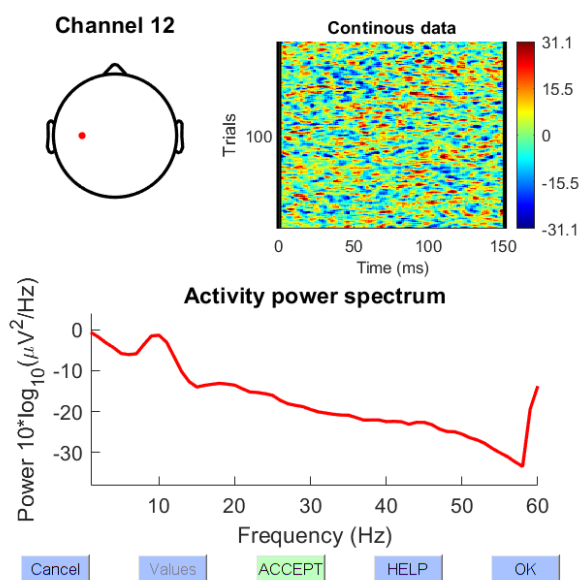 Channel 12
Continous data
Trials
100
0
50
100
150
Time (ms)
31.1
15.5
0
-15.5
-31.1
Activity power spectrum
Power 10*log10(μV2/Hz)
0
-10
-20
-30
10
20
30
40
50
60
Frequency (Hz)
Cancel
Values
ACCEPT
HELP
OK